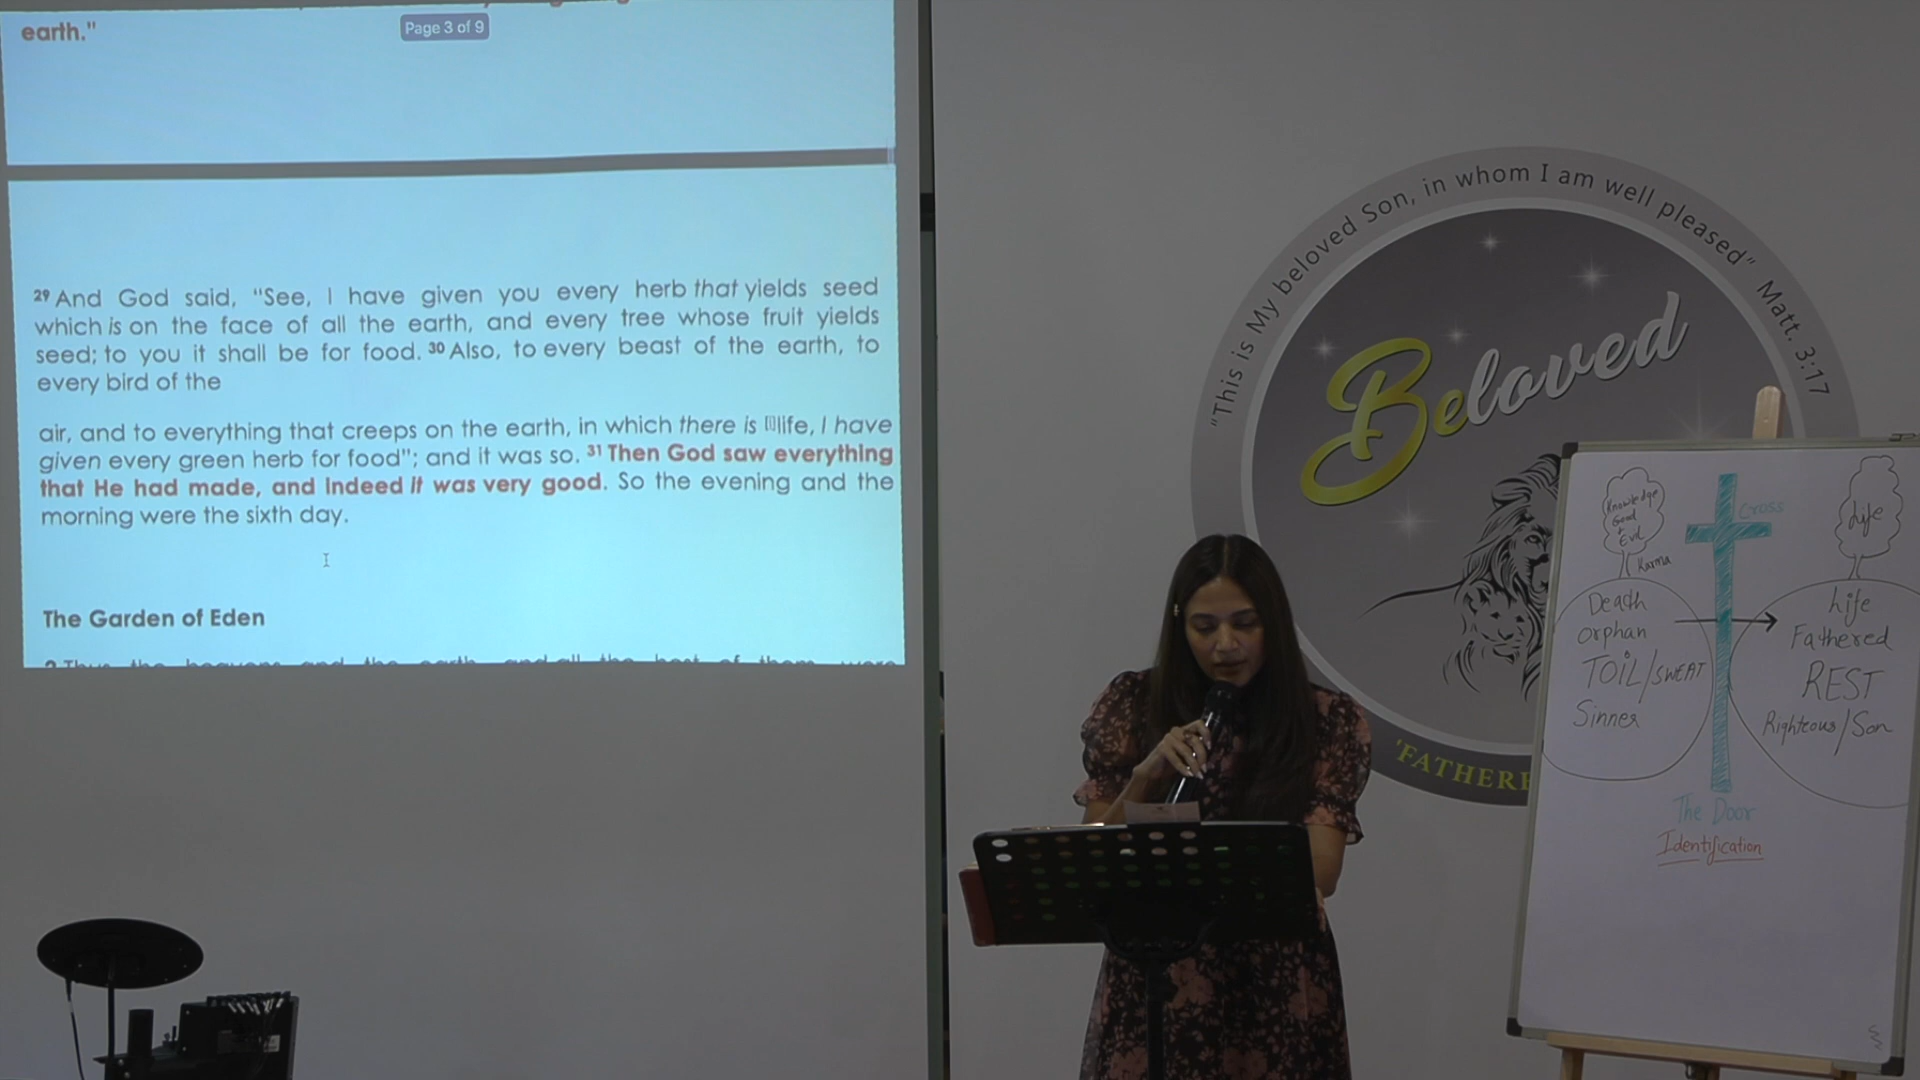 earth."
Page 3 of 9
29 And God said, "See, I have given you every herb that yields seed
which is on the face of all the earth, and every tree whose fruit yields
seed; to you it shall be for food. 30 Also, to every beast of the earth, to
every bird of the
air, and to everything that creeps on the earth, in which there is life, I have
given every green herb for food"; and it was so. 31 Then God saw everything
that He had made, and indeed it was very good. So the evening and the
morning were the sixth day.
The Garden of Eden
"This is My beloved Son, in whom I am well pleased" Matt. 3:17
Beloved
'FATHERE
Knowledge
Good
+
Evil
Karma
Death
Orphan
TOIL/SWEAT
Sinner
Cross
The Door
Identification
Life
Life
Fathered
REST
Righteous/Son